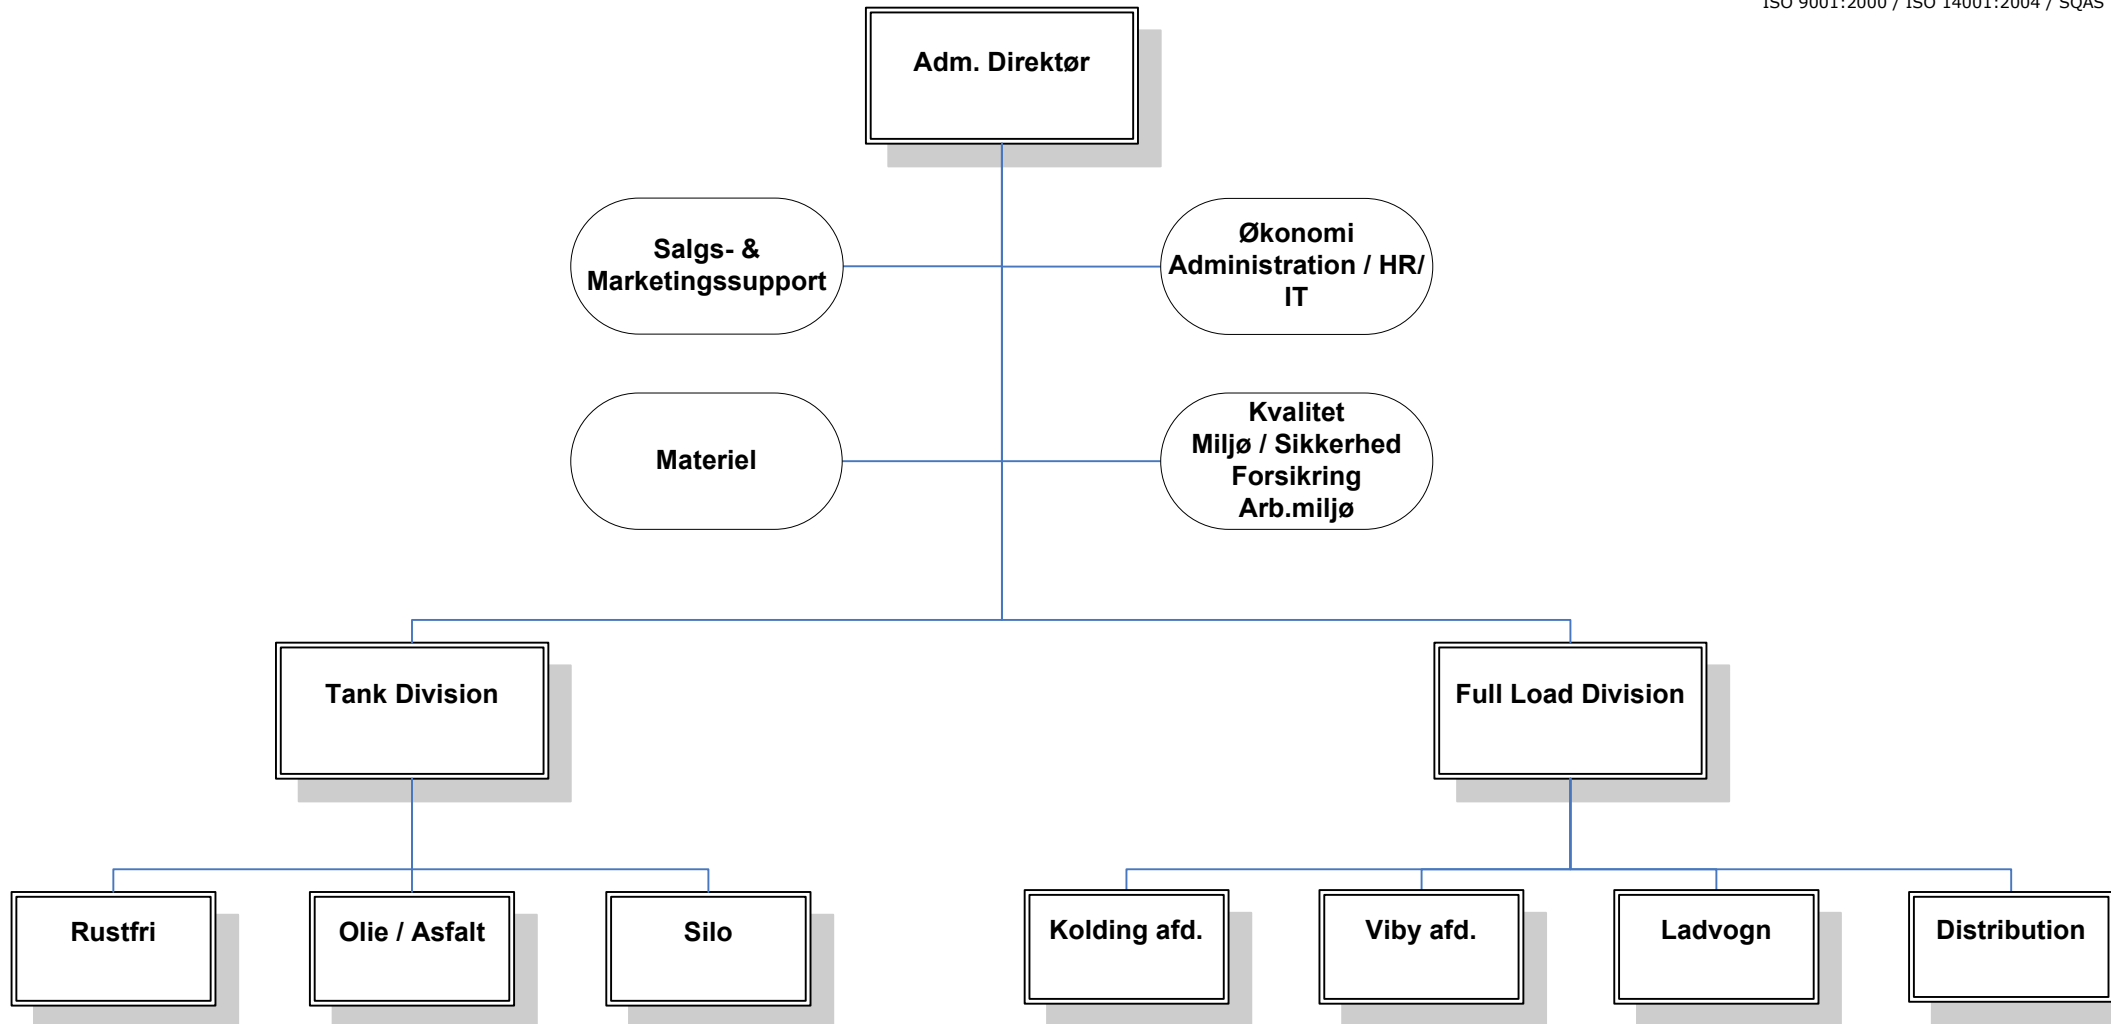 ISO 9001:2000 / ISO 14001:2004 / SQAS
Adm. Direktør
Salgs- &
Marketingssupport
Økonomi
Administration / HR/
IT
Materiel
Kvalitet
Miljø / Sikkerhed
Forsikring
Arb.miljø
Tank Division
Full Load Division
Rustfri
Olie / Asfalt
Silo
Kolding afd.
Viby afd.
Ladvogn
Distribution